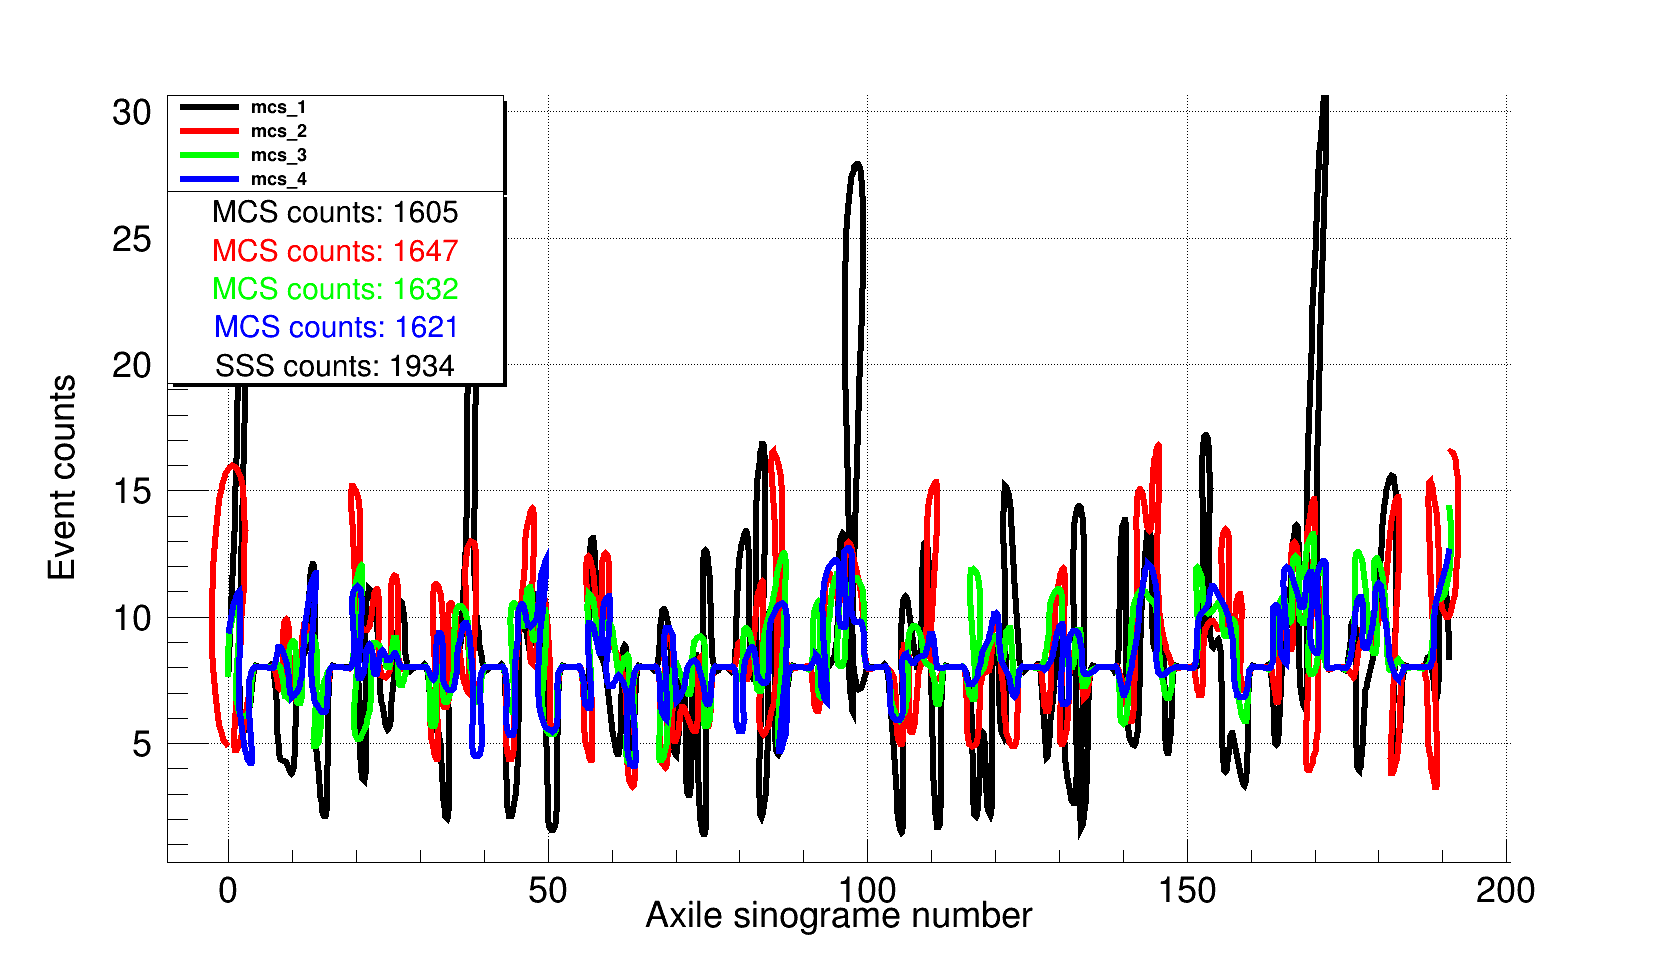 30
25
20
15
10
5
Event counts
mcs_1
mcs_2
mcs_3
mcs_4
MCS counts: 1605
MCS counts: 1647
MCS counts: 1632
MCS counts: 1621
SSS counts: 1934
0 50 100 150 200
Axile sinograme number